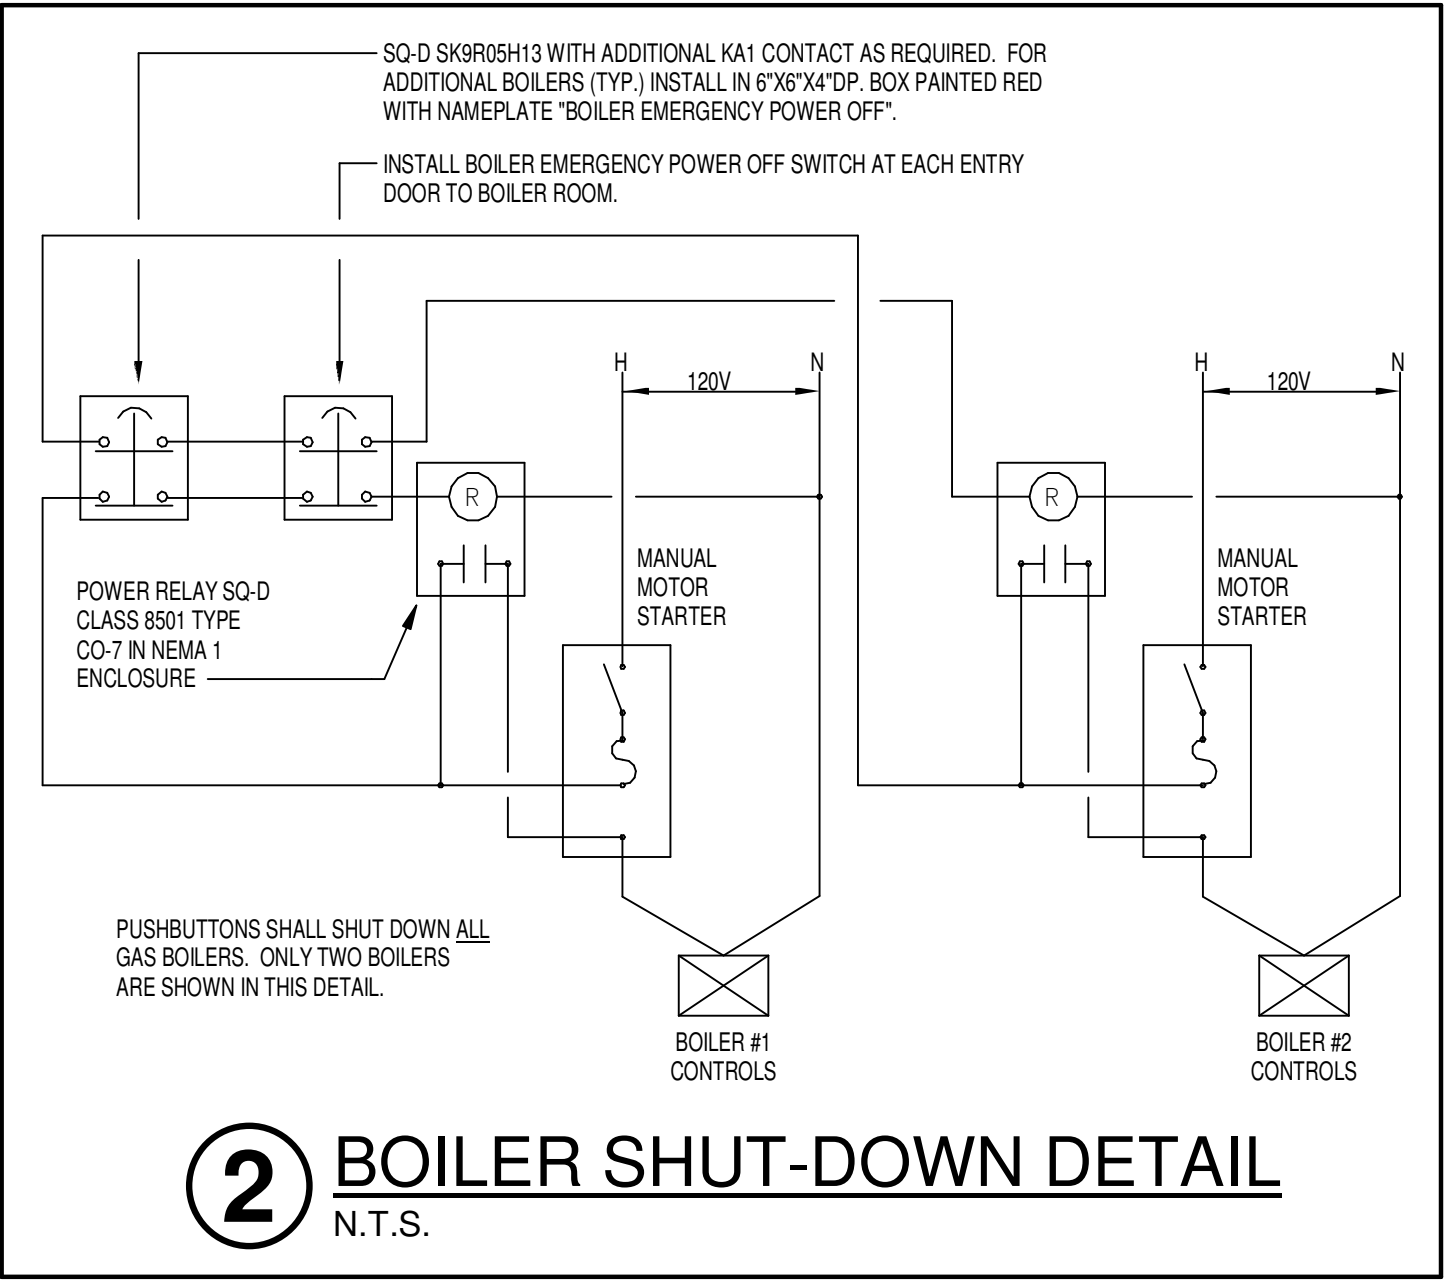 SQ-D SK9R05H13 WITH ADDITIONAL KA1 CONTACT AS REQUIRED. FOR
ADDITIONAL BOILERS (TYP.) INSTALL IN 6"X6"X4"DP. BOX PAINTED RED
WITH NAMEPLATE "BOILER EMERGENCY POWER OFF".
INSTALL BOILER EMERGENCY POWER OFF SWITCH AT EACH ENTRY
DOOR TO BOILER ROOM.
H
120V
N
H
120V
N
R
R
MANUAL
MOTOR
STARTER
MANUAL
MOTOR
STARTER
POWER RELAY SQ-D
CLASS 8501 TYPE
CO-7 IN NEMA 1
ENCLOSURE
PUSHBUTTONS SHALL SHUT DOWN ALL
GAS BOILERS. ONLY TWO BOILERS
ARE SHOWN IN THIS DETAIL.
BOILER #1
CONTROLS
BOILER #2
CONTROLS
2
BOILER SHUT-DOWN DETAIL
N.T.S.